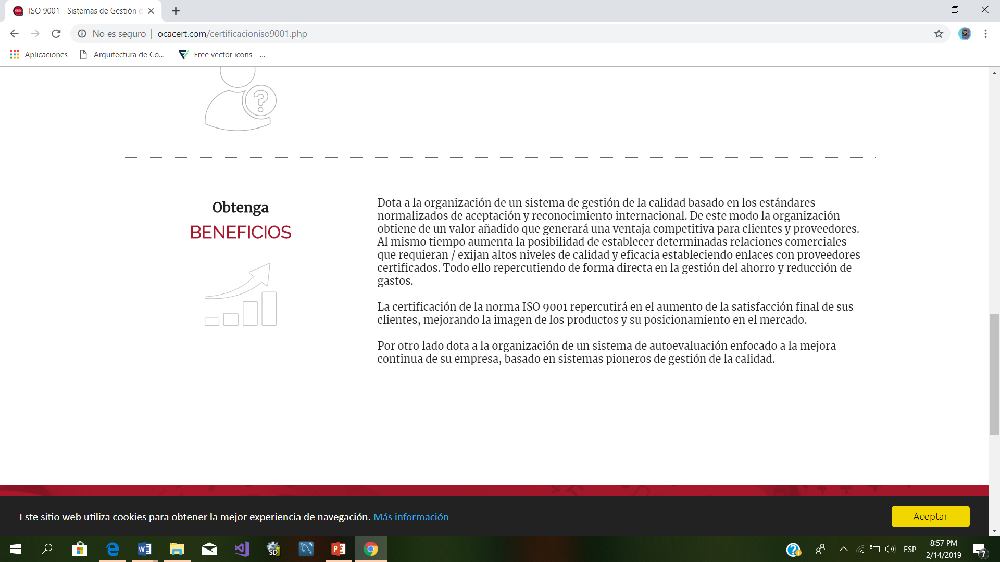 ISO 9001 - Sistemas de Gestión d
No es seguro | ocacert.com/certificacioniso9001.php
Aplicaciones
Arquitectura de Co...
Free vector icons - ...
?
Obtenga
BENEFICIOS
Dota a la organización de un sistema de gestión de la calidad basado en los estándares
normalizados de aceptación y reconocimiento internacional. De este modo la organización
obtiene de un valor añadido que generará una ventaja competitiva para clientes y proveedores.
Al mismo tiempo aumenta la posibilidad de establecer determinadas relaciones comerciales
que requieran / exijan altos niveles de calidad y eficacia estableciendo enlaces con proveedores
certificados. Todo ello repercutiendo de forma directa en la gestión del ahorro y reducción de
gastos.
La certificación de la norma ISO 9001 repercutirá en el aumento de la satisfacción final de sus
clientes, mejorando la imagen de los productos y su posicionamiento en el mercado.
Por otro lado dota a la organización de un sistema de autoevaluación enfocado a la mejora
continua de su empresa, basado en sistemas pioneros de gestión de la calidad.
Este sitio web utiliza cookies para obtener la mejor experiencia de navegación. Más información
Aceptar
SD
ESP
8:57 PM
2/14/2019
7